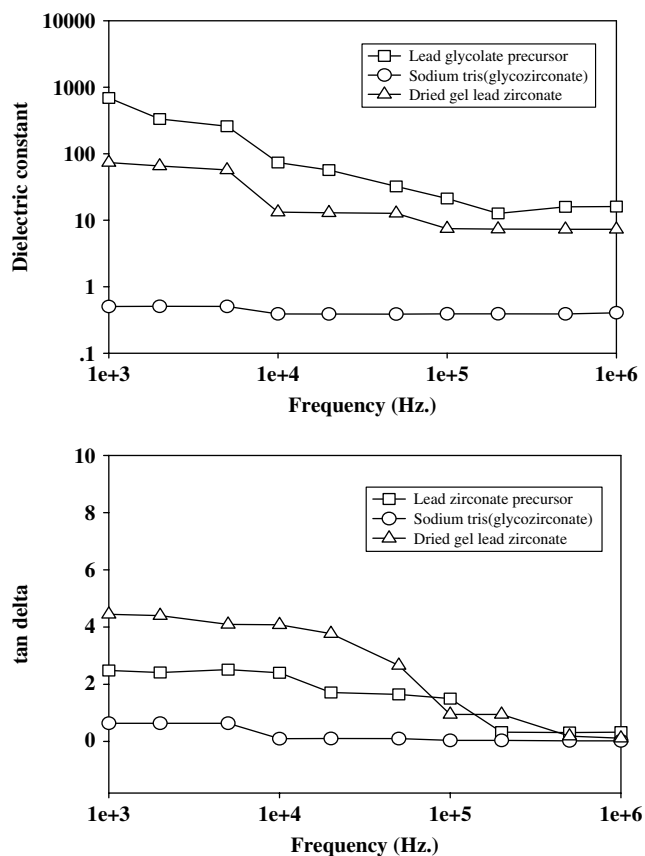 10000
1000
100
10
1
.1
Dielectric constant
Lead glycolate precursor
Sodium tris(glycozirconate)
Dried gel lead zirconate
1e+3 1e+4 1e+5 1e+6
Frequency (Hz.)
10
8
6
4
2
0
tan delta
Lead zirconate precursor
Sodium tris(glycozirconate)
Dried gel lead zirconate
1e+3 1e+4 1e+5 1e+6
Frequency (Hz.)